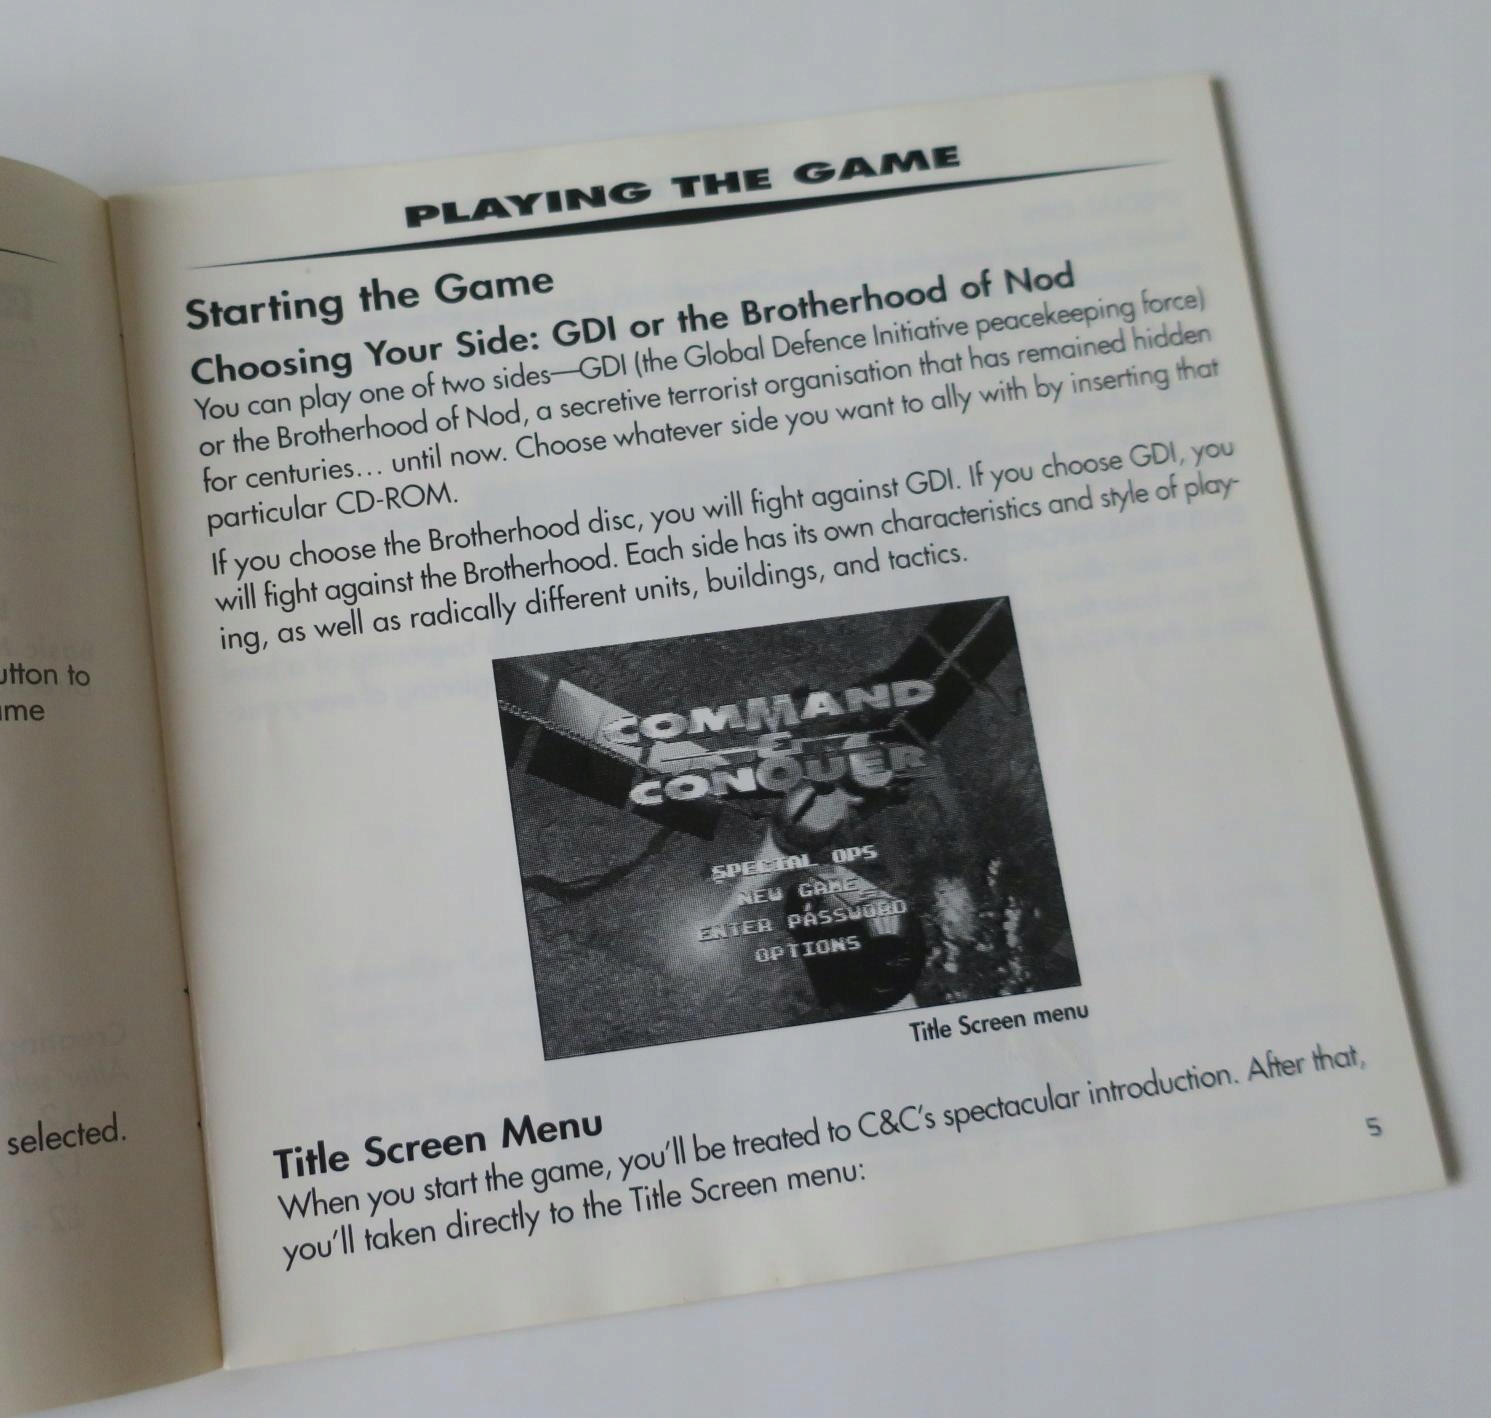 utton to
ame
selected.
PLAYING THE GAME
Starting the Game
Choosing Your Side: GDI or the Brotherhood of Nod
You can play one of two sides—GDI (the Global Defence Initiative peacekeeping force)
or the Brotherhood of Nod, a secretive terrorist organisation that has remained hidden
for centuries... until now. Choose whatever side you want to ally with by inserting that
particular CD-ROM.
If you choose the Brotherhood disc, you will fight against GDI. If you choose GDI, you
will fight against the Brotherhood. Each side has its own characteristics and style of play-
ing, as well as radically different units, buildings, and tactics.
COMMAND
&
CONQUER
SPECIAL OPS
NEW GAME
ENTER PASSWORD
OPTIONS
Title Screen menu
Title Screen Menu
When you start the game, you'll be treated to C&C's spectacular introduction. After that,
you'll taken directly to the Title Screen menu:
5